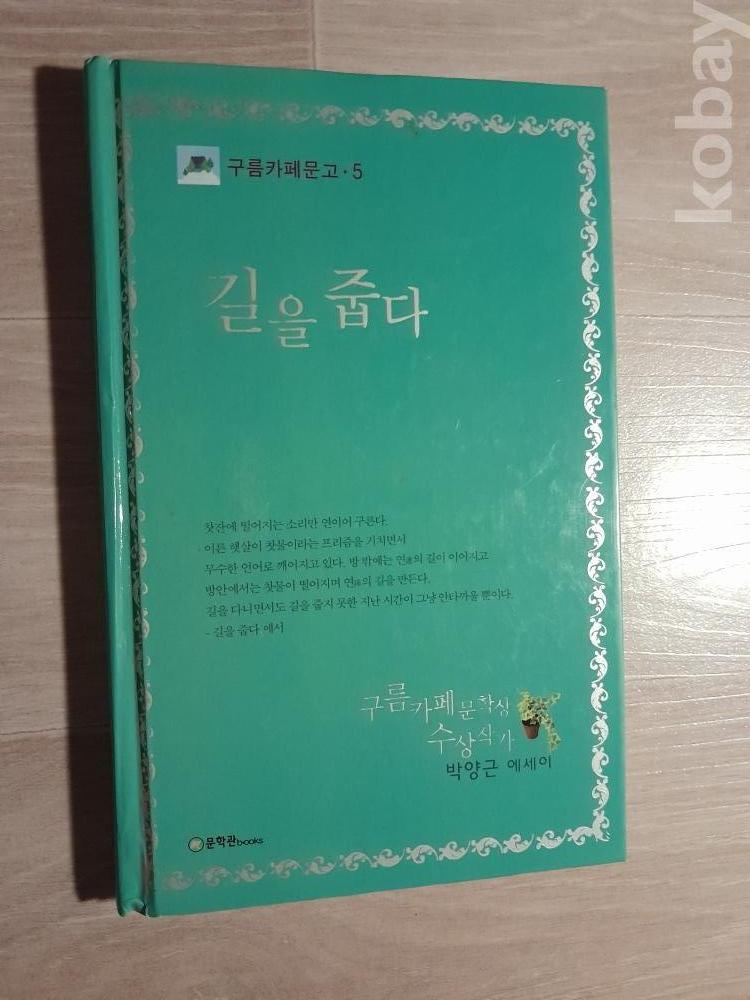 구름카페문고·5
길을 줍다
찻잔에 떨어지는 소리만 연이어 구른다.
이른 햇살이 찻물이라는 프리즘을 거치면서
무수한 언어로 깨어지고 있다. 방 밖에는 연蓮의 길이 이어지고
방안에서는 찻물이 떨어지며 연緣의 길을 만든다.
길을 다니면서도 길을 줍지 못한 지난 시간이 그냥 안타까울 뿐이다.
- 길을 줍다 에서
구름카페문학상
수상작가
박양근 에세이
문학관books
kobay